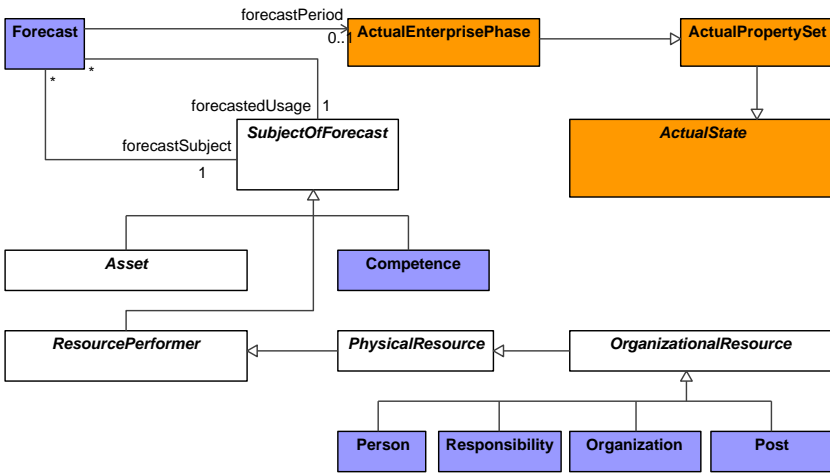 forecastPeriod
Forecast
ActualEnterprisePhase
ActualPropertySet
0..1
*
*
forecastedUsage 1
SubjectOfForecast
ActualState
forecastSubject
1
Asset
Competence
ResourcePerformer
PhysicalResource
OrganizationalResource
Person
Responsibility
Organization
Post